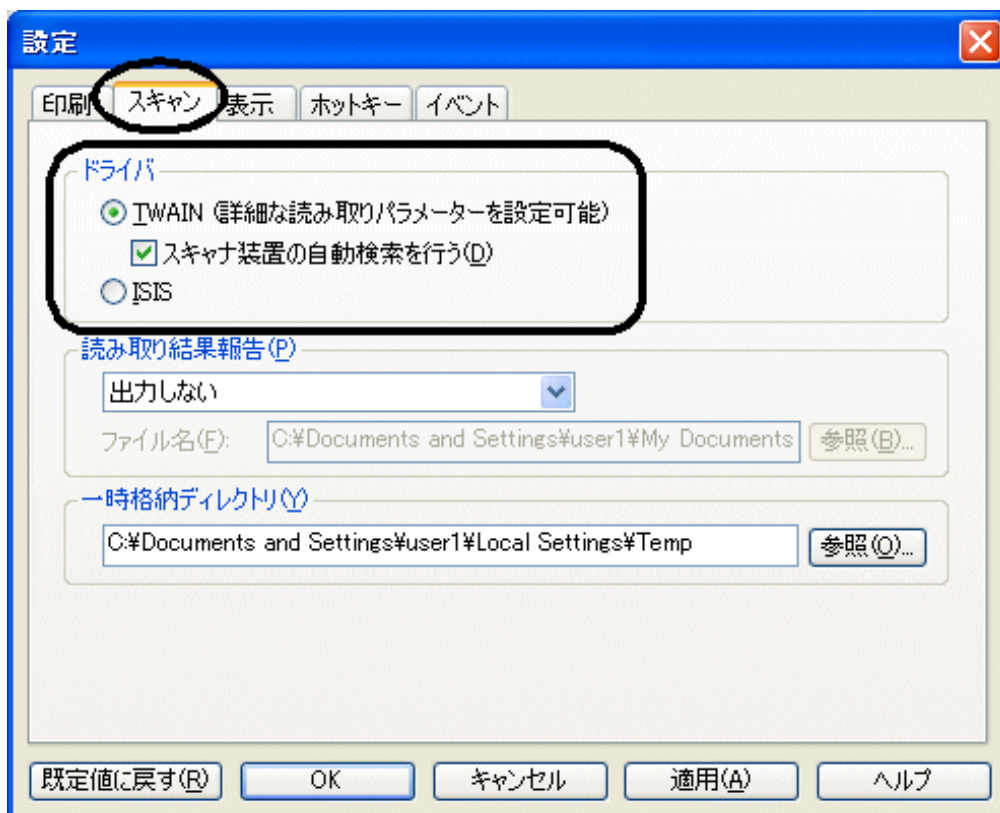 設定
印刷 スキャン 表示 ホットキー イベント
ドライバ
TWAIN (詳細な読み取りパラメーターを設定可能)
スキャナ装置の自動検索を行う(D)
ISIS
読み取り結果報告(P)
出力しない
ファイル名(F): C:¥Documents and Settings¥user1¥My Documents 参照(B)...
一時格納ディレクトリ(Y)
C:¥Documents and Settings¥user1¥Local Settings¥Temp 参照(O)...
既定値に戻す(R) OK キャンセル 適用(A) ヘルプ